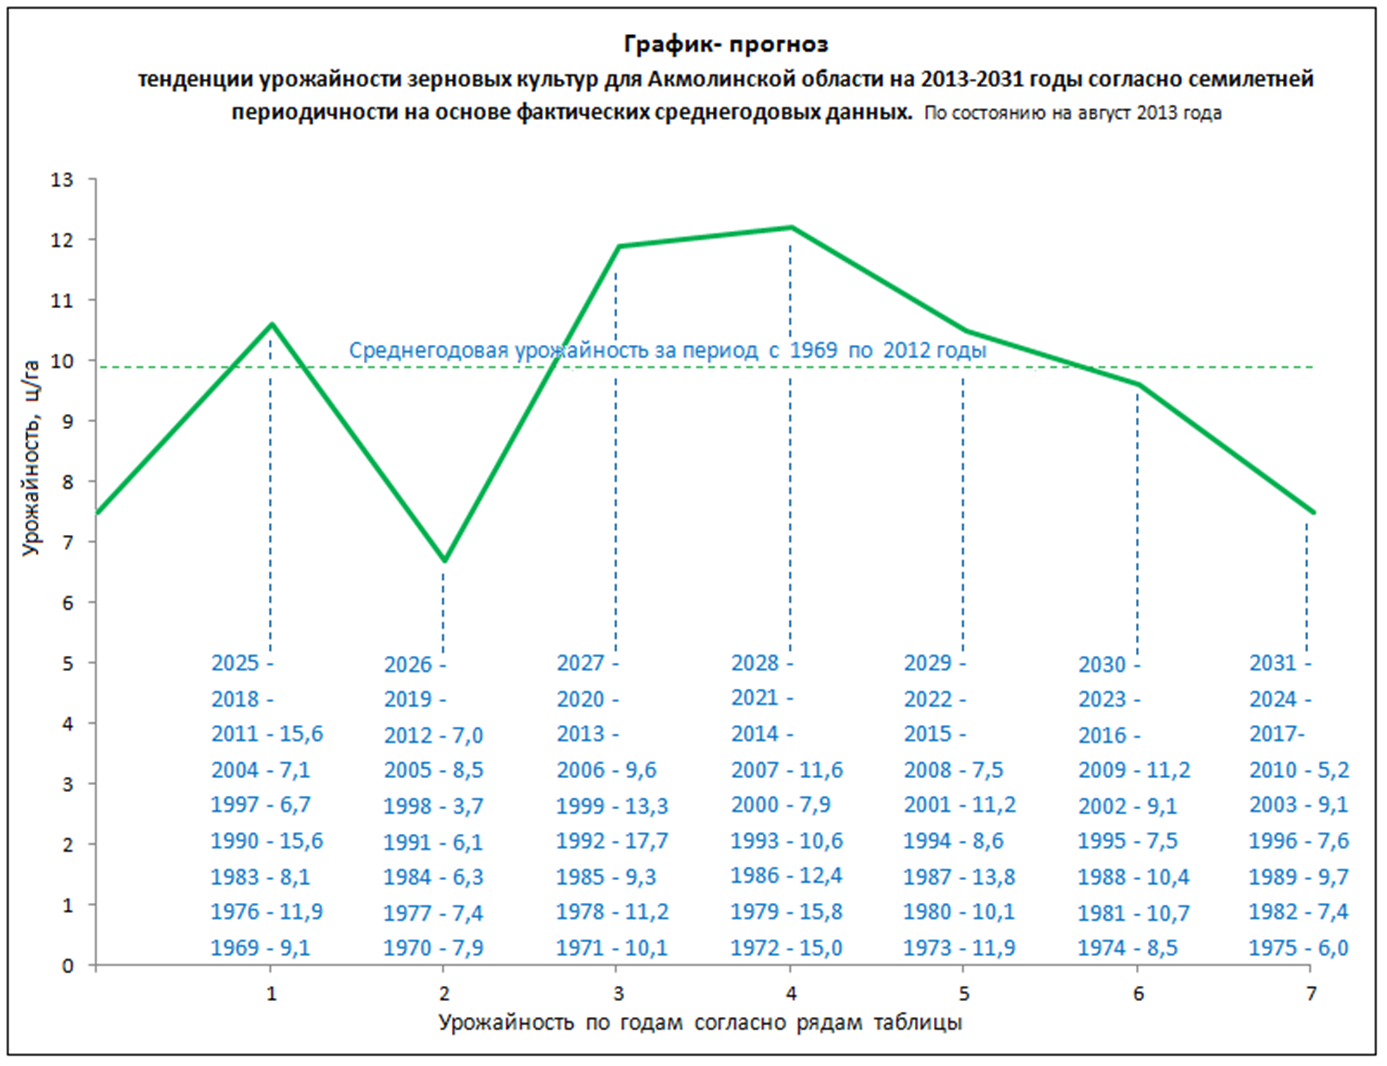 График- прогноз
тенденции урожайности зерновых культур для Акмолинской области на 2013-2031 годы согласно семилетней
периодичности на основе фактических среднегодовых данных. По состоянию на август 2013 года
13
12
11
10
9
8
7
6
5
4
3
2
1
0
Урожайность, ц/га
Среднегодовая урожайность за период с 1969 по 2012 годы
2025 - 2026 - 2027 - 2028 - 2029 - 2030 - 2031 -
2018 - 2019 - 2020 - 2021 - 2022 - 2023 - 2024 -
2011 - 15,6 2012 - 7,0 2013 - 2014 - 2015 - 2016 - 2017-
2004 - 7,1 2005 - 8,5 2006 - 9,6 2007 - 11,6 2008 - 7,5 2009 - 11,2 2010 - 5,2
1997 - 6,7 1998 - 3,7 1999 - 13,3 2000 - 7,9 2001 - 11,2 2002 - 9,1 2003 - 9,1
1990 - 15,6 1991 - 6,1 1992 - 17,7 1993 - 10,6 1994 - 8,6 1995 - 7,5 1996 - 7,6
1983 - 8,1 1984 - 6,3 1985 - 9,3 1986 - 12,4 1987 - 13,8 1988 - 10,4 1989 - 9,7
1976 - 11,9 1977 - 7,4 1978 - 11,2 1979 - 15,8 1980 - 10,1 1981 - 10,7 1982 - 7,4
1969 - 9,1 1970 - 7,9 1971 - 10,1 1972 - 15,0 1973 - 11,9 1974 - 8,5 1975 - 6,0
1 2 3 4 5 6 7
Урожайность по годам согласно рядам таблицы